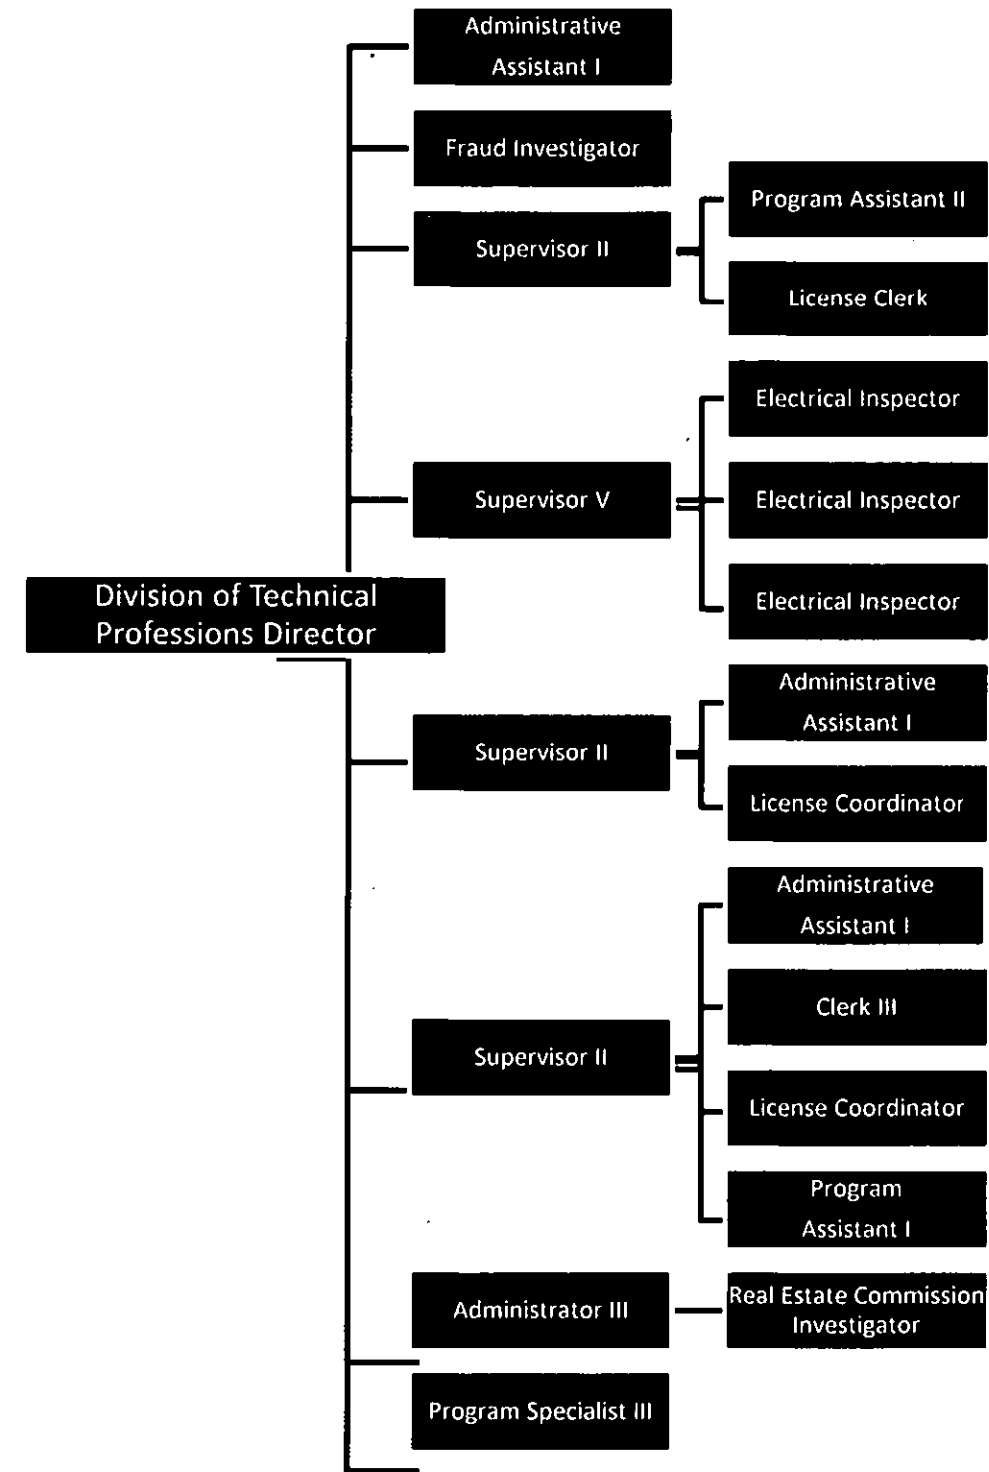 Administrative
Assistant I
Fraud Investigator
Program Assistant II
Supervisor II
License Clerk
Electrical Inspector
Supervisor V
Electrical Inspector
Division of Technical
Professions Director
Electrical Inspector
Administrative
Assistant I
Supervisor II
License Coordinator
Administrative
Assistant I
Clerk III
Supervisor II
License Coordinator
Program
Assistant I
Administrator III
Real Estate Commission
Investigator
Program Specialist III